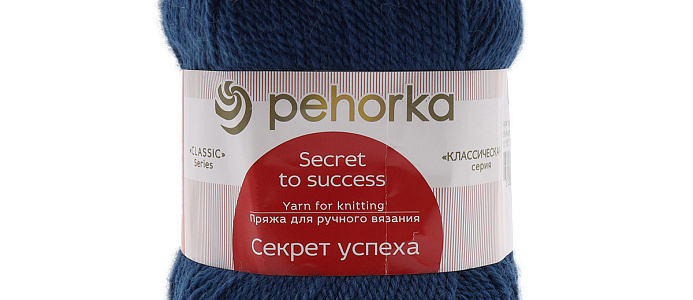 pehorka
«CLASSIC»
Series
Secret
to success
Yarn for knitting
Пряжа для ручного вязания
Секрет успеха
«КЛАССИЧЕСКА
серия